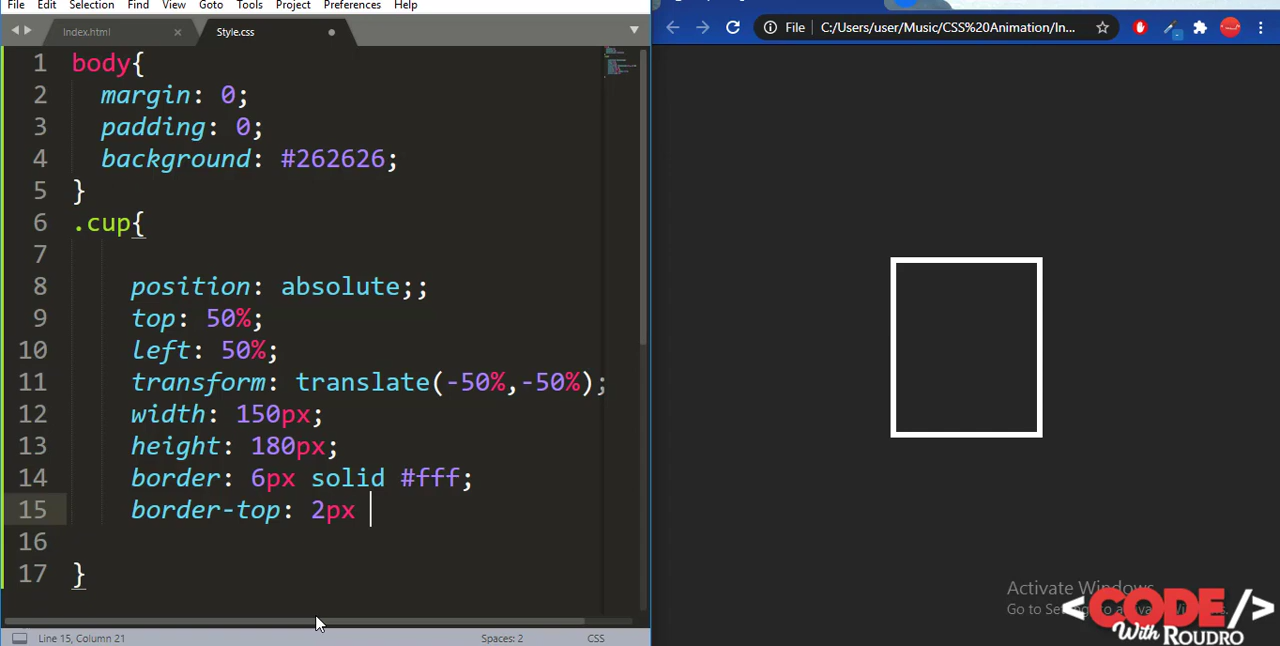 File Edit Selection Find View Goto Tools Project Preferences Help
Index.html × Style.css
File C:/Users/user/Music/CSS%20Animation/In...
1 body{
2 margin: 0;
3 padding: 0;
4 background: #262626;
5 }
6 .cup{
7
8 position: absolute;;
9 top: 50%;
10 left: 50%;
11 transform: translate(-50%,-50%);
12 width: 150px;
13 height: 180px;
14 border: 6px solid #fff;
15 border-top: 2px
16
17 }
Activate Windows
<CODE/>
With ROUDRO
Line 15, Column 21 Spaces: 2 CSS